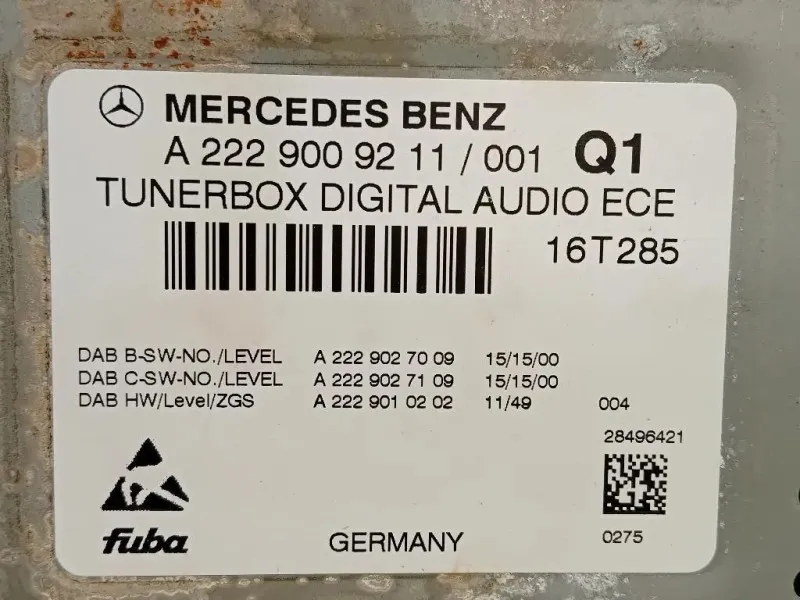 MERCEDES BENZ
A 222 900 92 11 / 001 Q1
TUNERBOX DIGITAL AUDIO ECE
16T285
DAB B-SW-NO./LEVEL A 222 902 70 09 15/15/00
DAB C-SW-NO./LEVEL A 222 902 71 09 15/15/00
DAB HW/Level/ZGS A 222 901 02 02 11/49 004
28496421
fuba GERMANY 0275